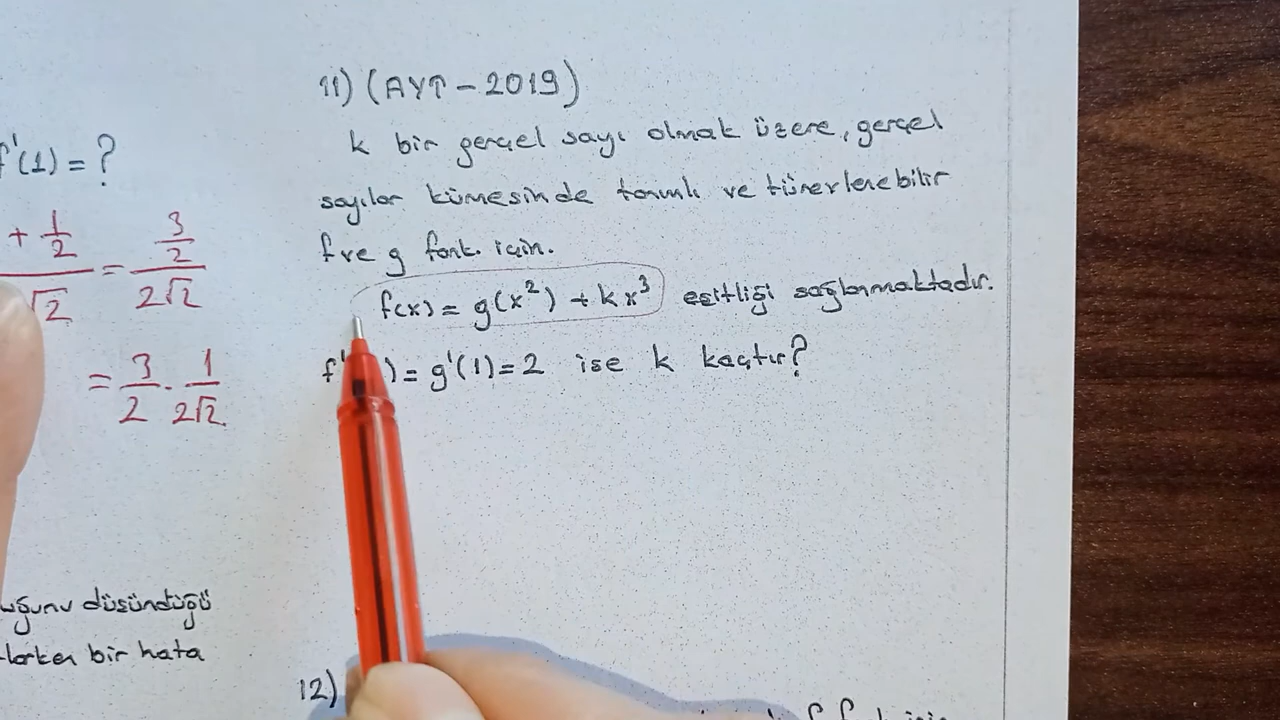 f'(1) = ?
+ 1/2 / √2 = 3/2 / 2√2
= 3/2 · 1/2√2
uğunu düşündüğü
larken bir hata
11) (AYT - 2019)
k bir gerçel sayı olmak üzere, gerçel
sayılar kümesinde tanımlı ve türevlenebilir
f ve g fonk. için.
f(x) = g(x²) + kx³ eşitliği sağlanmaktadır.
f' ) = g'(1) = 2 ise k kaçtır?
12)